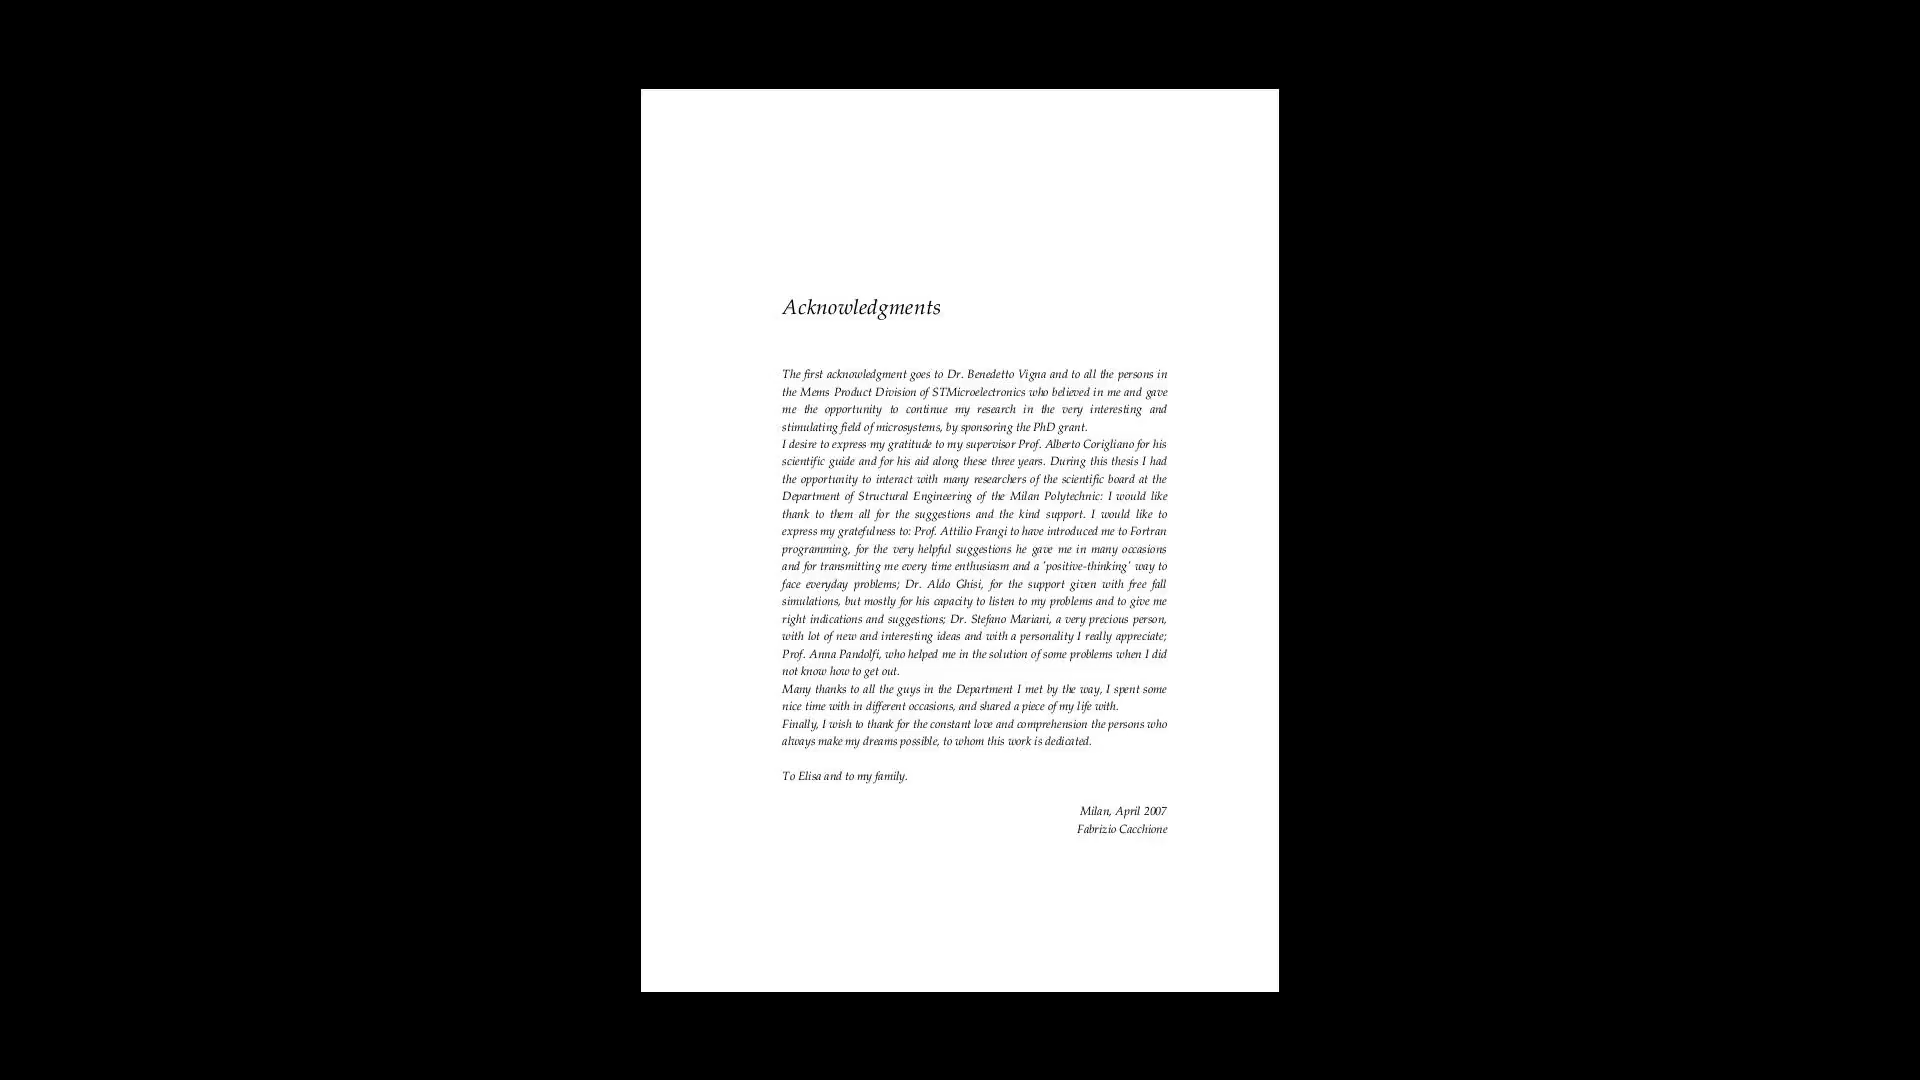 Acknowledgments
The first acknowledgment goes to Dr. Benedetto Vigna and to all the persons in
the Mems Product Division of STMicroelectronics who believed in me and gave
me the opportunity to continue my research in the very interesting and
stimulating field of microsystems, by sponsoring the PhD grant.
I desire to express my gratitude to my supervisor Prof. Alberto Corigliano for his
scientific guide and for his aid along these three years. During this thesis I had
the opportunity to interact with many researchers of the scientific board at the
Department of Structural Engineering of the Milan Polytechnic: I would like
thank to them all for the suggestions and the kind support. I would like to
express my gratefulness to: Prof. Attilio Frangi to have introduced me to Fortran
programming, for the very helpful suggestions he gave me in many occasions
and for transmitting me every time enthusiasm and a 'positive-thinking' way to
face everyday problems; Dr. Aldo Ghisi, for the support given with free fall
simulations, but mostly for his capacity to listen to my problems and to give me
right indications and suggestions; Dr. Stefano Mariani, a very precious person,
with lot of new and interesting ideas and with a personality I really appreciate;
Prof. Anna Pandolfi, who helped me in the solution of some problems when I did
not know how to get out.
Many thanks to all the guys in the Department I met by the way, I spent some
nice time with in different occasions, and shared a piece of my life with.
Finally, I wish to thank for the constant love and comprehension the persons who
always make my dreams possible, to whom this work is dedicated.
To Elisa and to my family.
Milan, April 2007
Fabrizio Cacchione